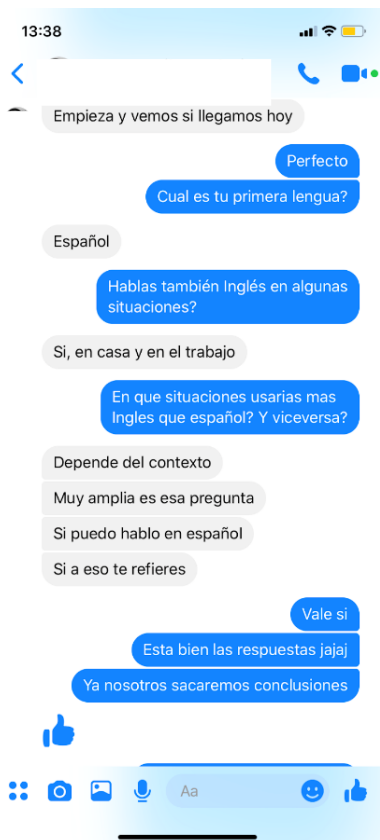 13:38
Empieza y vemos si llegamos hoy
Perfecto
Cual es tu primera lengua?
Español
Hablas también Inglés en algunas
situaciones?
Si, en casa y en el trabajo
En que situaciones usarias mas
Ingles que español? Y viceversa?
Depende del contexto
Muy amplia es esa pregunta
Si puedo hablo en español
Si a eso te refieres
Vale si
Esta bien las respuestas jajaj
Ya nosotros sacaremos conclusiones
Aa